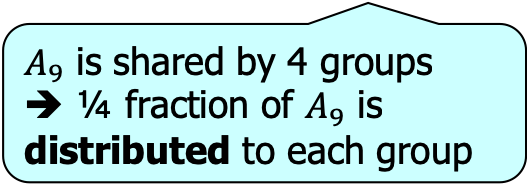 𝐴₉ is shared by 4 groups
➔ ¼ fraction of 𝐴₉ is
distributed to each group